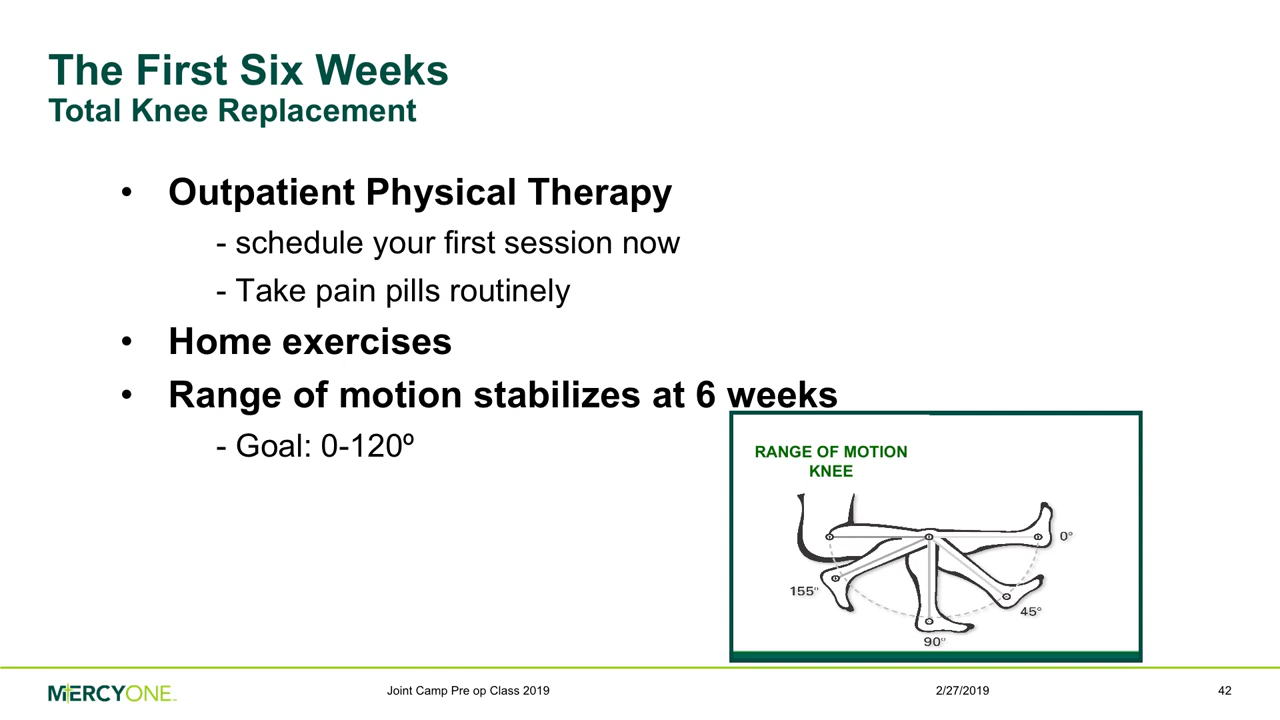 The First Six Weeks
Total Knee Replacement
• Outpatient Physical Therapy
- schedule your first session now
- Take pain pills routinely
• Home exercises
• Range of motion stabilizes at 6 weeks
- Goal: 0-120º
RANGE OF MOTION
KNEE
0°
155°
45°
90°
MERCYONE™
Joint Camp Pre op Class 2019
2/27/2019
42